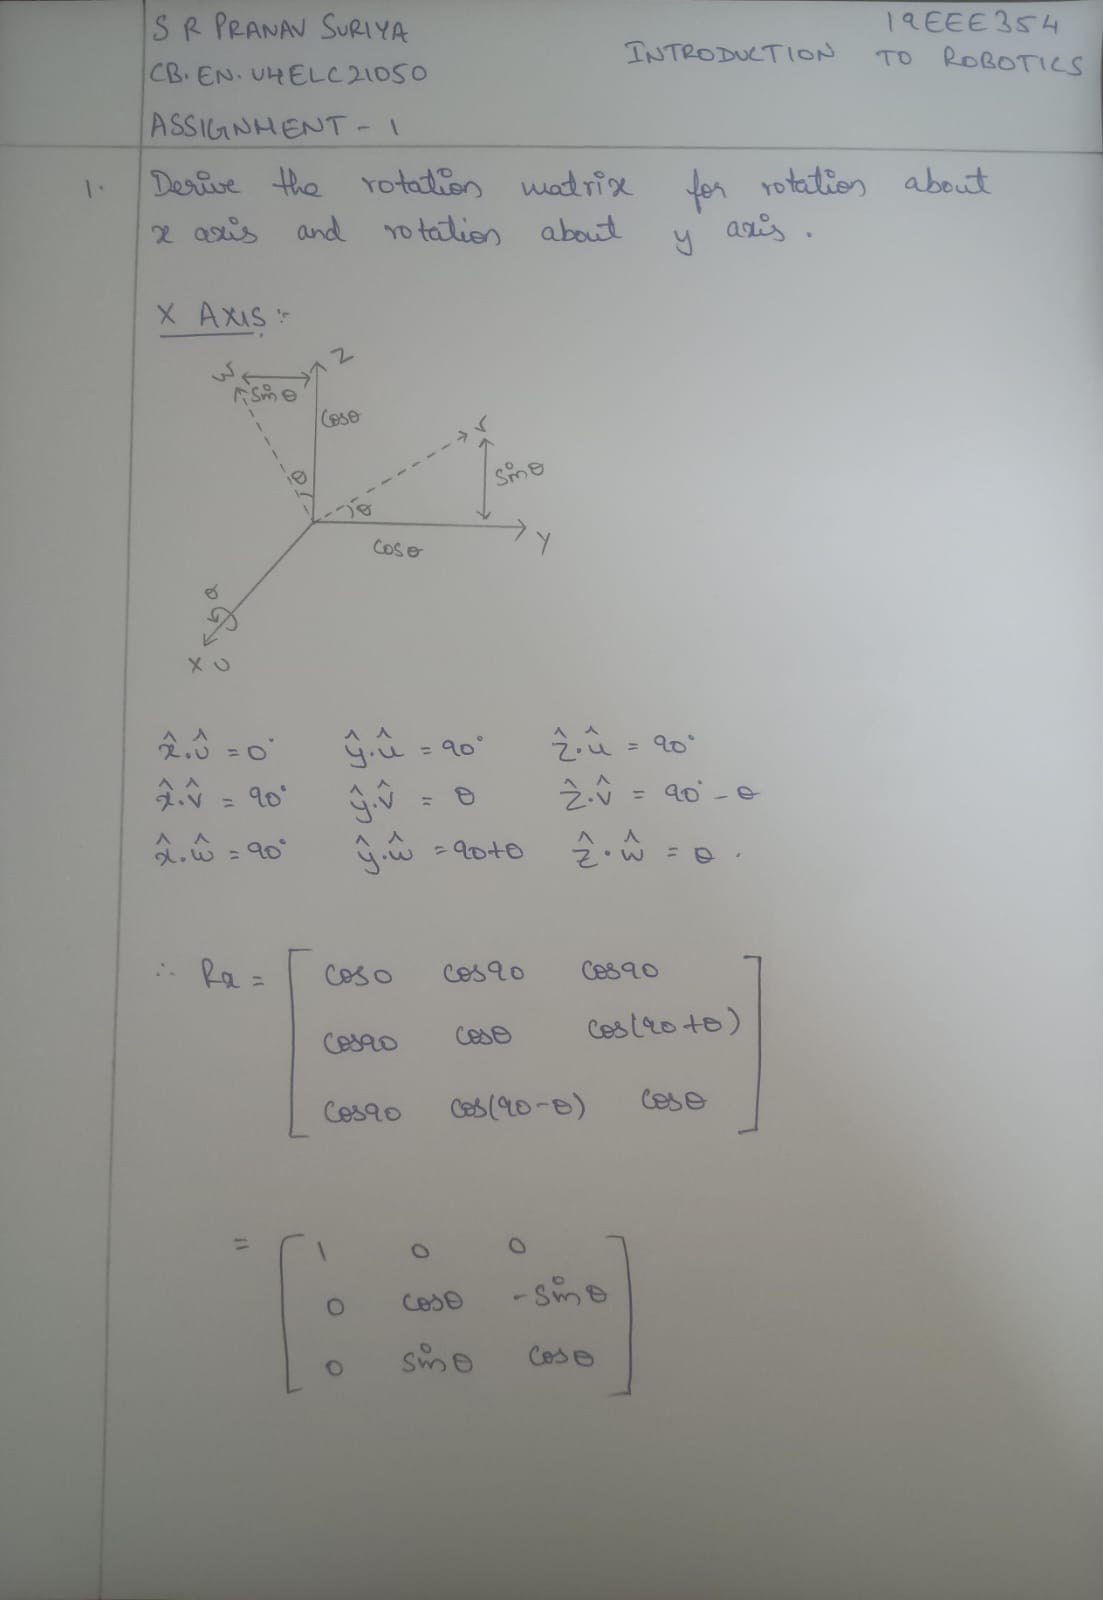 S R PRANAV SURIYA
19EEE354
CB.EN.U4ELC21050
INTRODUCTION TO ROBOTICS
ASSIGNMENT - 1
1. Derive the rotation matrix for rotation about
x axis and rotation about y axis.
X AXIS :-
Z
W
sinθ
cosθ
V
θ
sinθ
θ
cosθ
Y
θ
X U
x̂.û = 0° ŷ.û = 90° ẑ.û = 90°
x̂.v̂ = 90° ŷ.v̂ = θ ẑ.v̂ = 90° - θ
x̂.ŵ = 90° ŷ.ŵ = 90+θ ẑ.ŵ = θ.
∴ Rx = [ cos0 cos90 cos90
cos90 cosθ cos(90+θ)
cos90 cos(90-θ) cosθ ]
= [ 1 0 0
0 cosθ -sinθ
0 sinθ cosθ ]